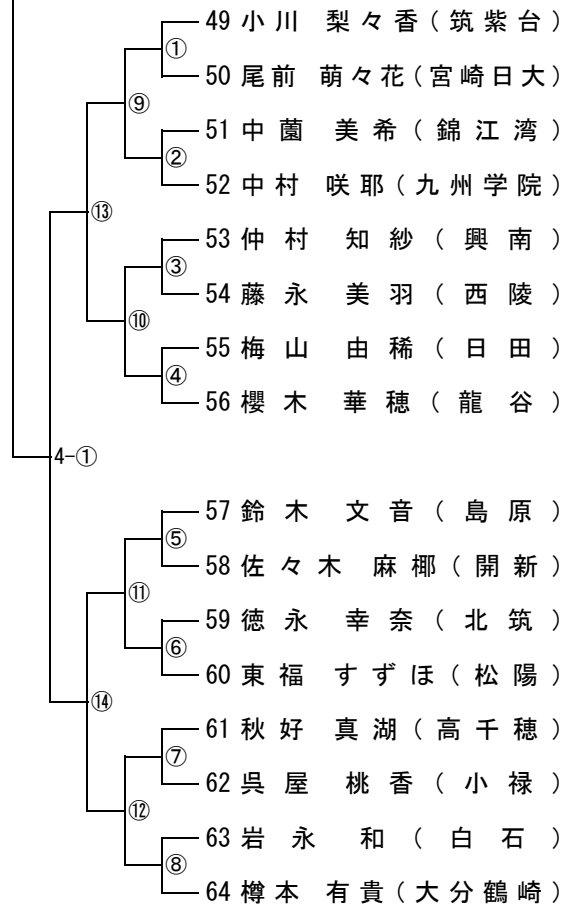 49 小川 梨々香(筑紫台)
①
50 尾前 萌々花(宮崎日大)
⑨
51 中薗 美希(錦江湾)
②
52 中村 咲耶(九州学院)
⑬
53 仲村 知紗(興南)
③
54 藤永 美羽(西陵)
⑩
55 梅山 由稀(日田)
④
56 櫻木 華穂(龍谷)
4-①
57 鈴木 文音(島原)
⑤
58 佐々木 麻椰(開新)
⑪
59 徳永 幸奈(北筑)
⑥
60 東福 すずほ(松陽)
⑭
61 秋好 真湖(高千穂)
⑦
62 呉屋 桃香(小禄)
⑫
63 岩永 和(白石)
⑧
64 樽本 有貴(大分鶴崎)